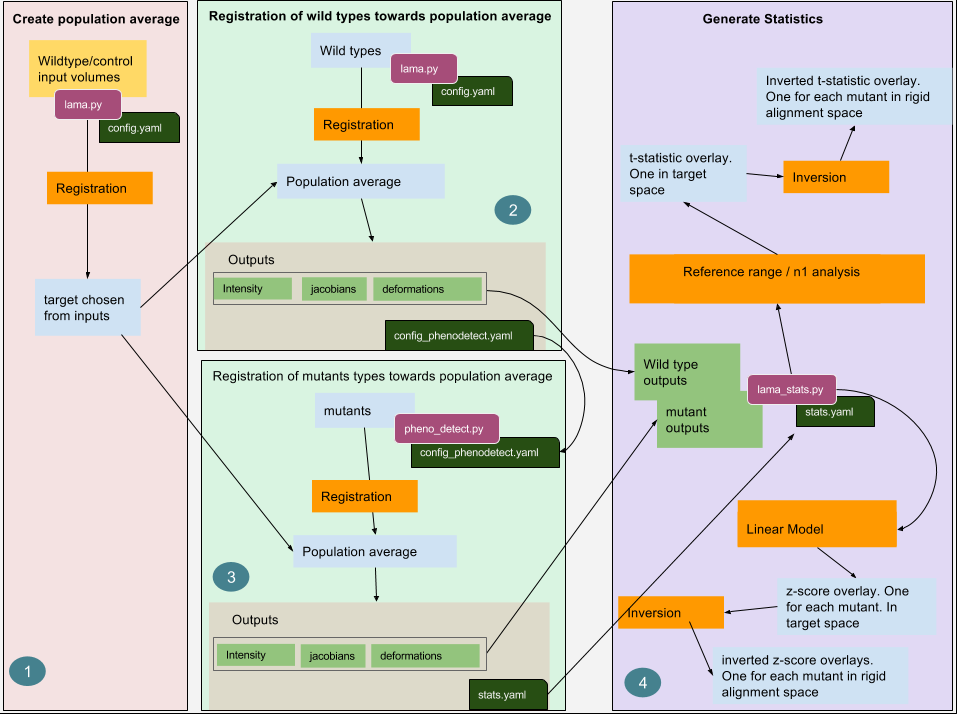 Create population average
Wildtype/control
input volumes
lama.py
config.yaml
Registration
target chosen
from inputs
1
Registration of wild types towards population average
Wild types
lama.py
config.yaml
Registration
Population average
2
Outputs
Intensity
jacobians
deformations
config_phenodetect.yaml
Registration of mutants types towards population average
mutants
pheno_detect.py
config_phenodetect.yaml
Registration
Population average
3
Outputs
Intensity
jacobians
deformations
stats.yaml
Generate Statistics
Inverted t-statistic overlay.
One for each mutant in rigid
alignment space
t-statistic overlay.
One in target
space
Inversion
Reference range / n1 analysis
Wild type
outputs
mutant
outputs
lama_stats.py
stats.yaml
Linear Model
z-score overlay. One
for each mutant. In
target space
Inversion
inverted z-score overlays.
One for each mutant in rigid
alignment space
4